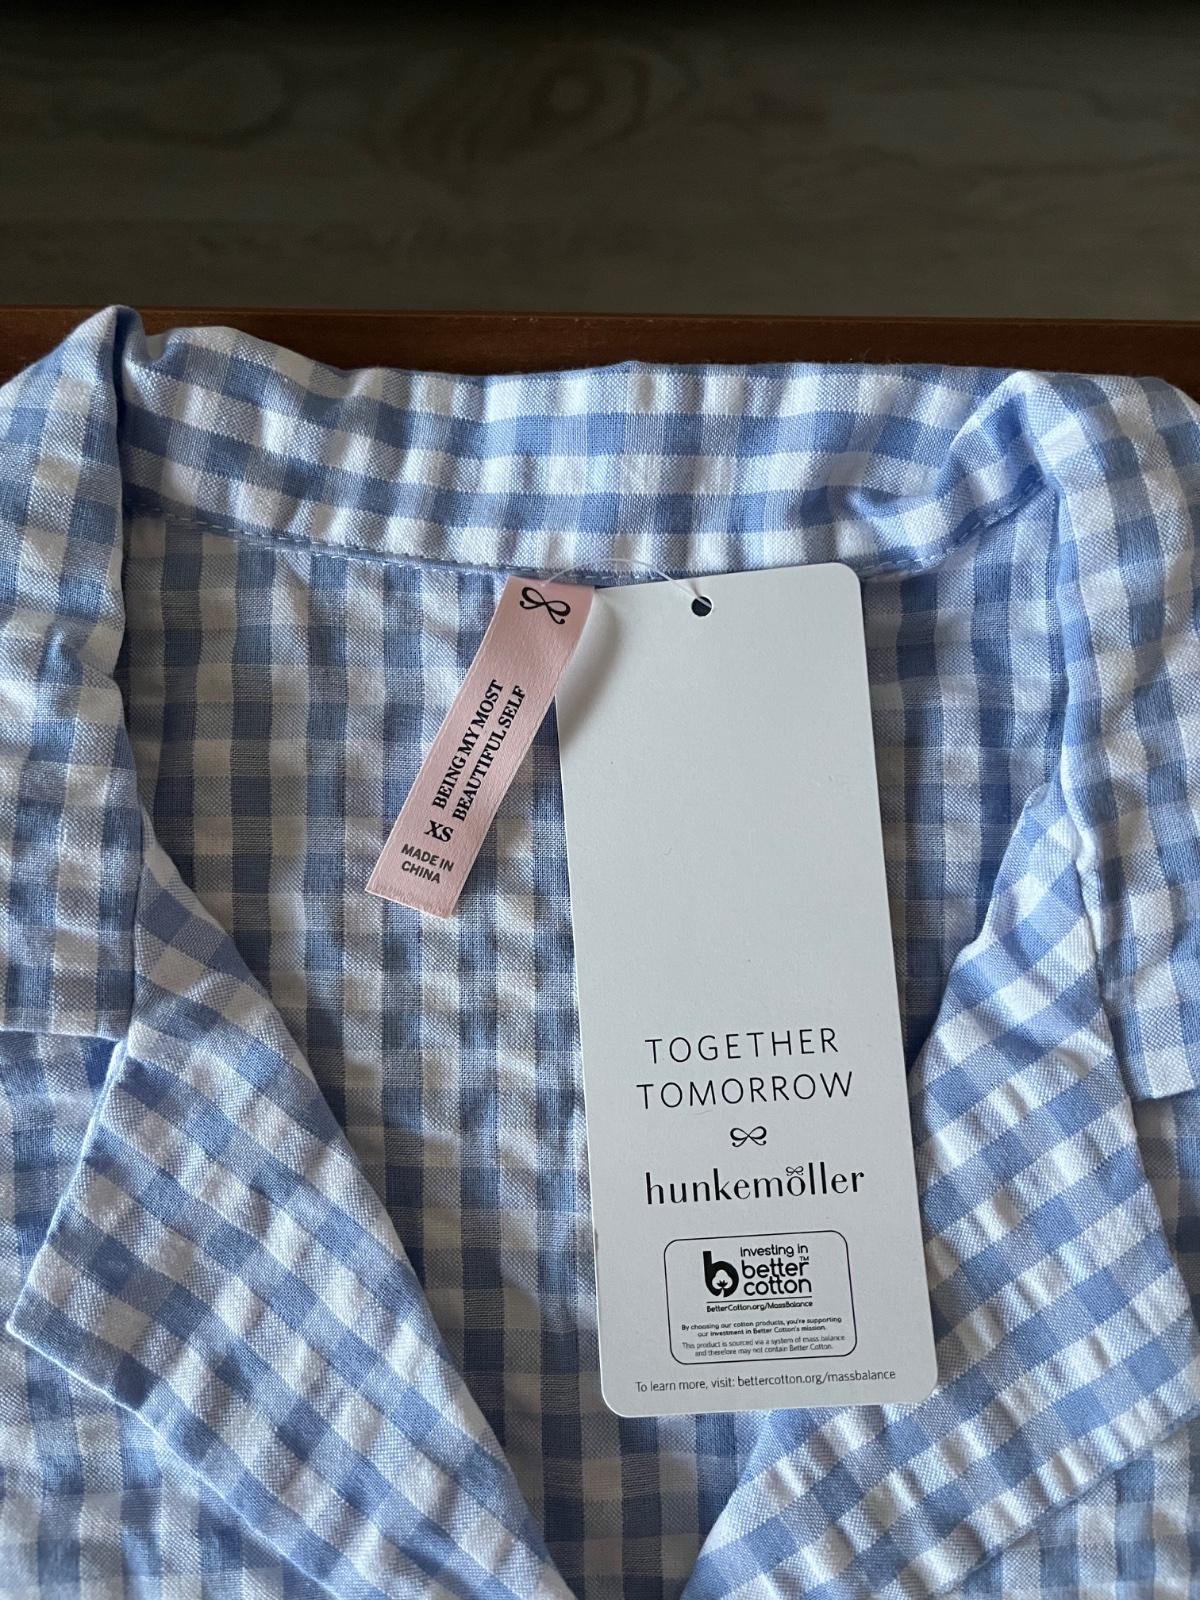 BEING MY MOST
BEAUTIFUL SELF
XS
MADE IN
CHINA
TOGETHER
TOMORROW
hunkemöller
investing in
better™
cotton
BetterCotton.org/MassBalance
By choosing our cotton products, you're supporting
our investment in Better Cotton's mission.
This product is sourced via a system of mass balance
and therefore may not contain Better Cotton.
To learn more, visit: bettercotton.org/massbalance